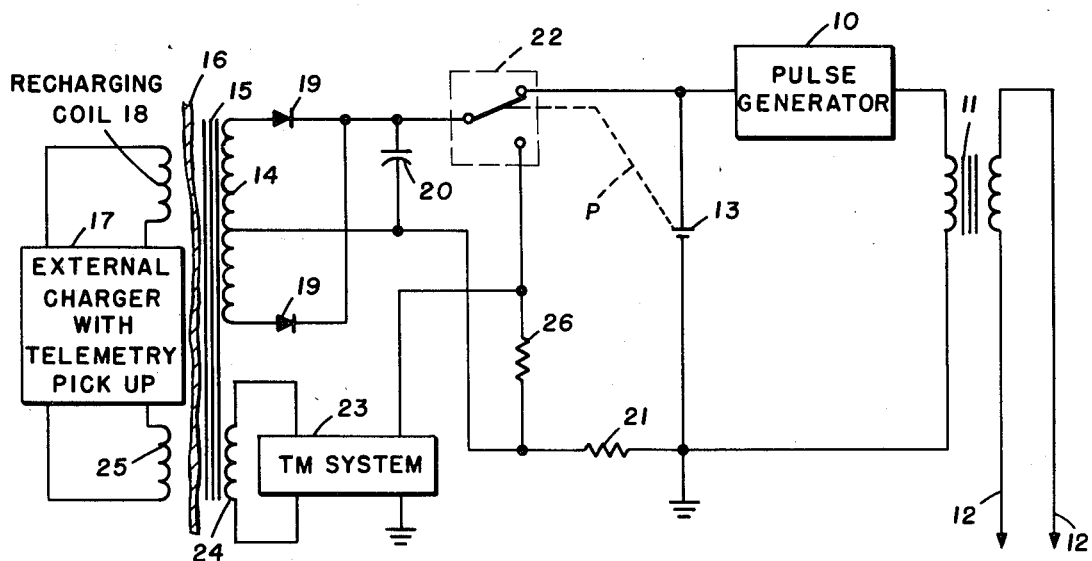 10
PULSE
GENERATOR
22
16
RECHARGING
COIL 18
15
19
11
14
20
P
13
17
EXTERNAL
CHARGER
WITH
TELEMETRY
PICK UP
19
26
23
21
25
TM SYSTEM
24
12
12